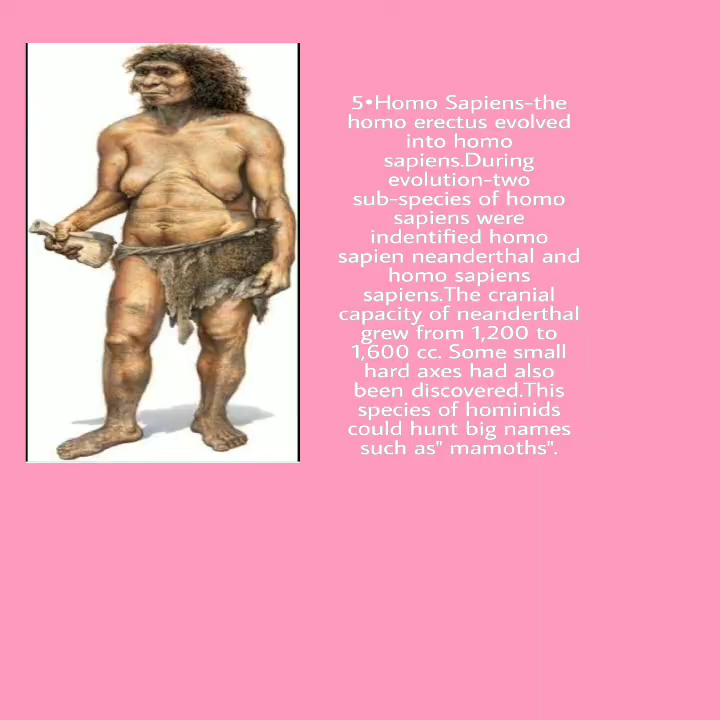 5•Homo Sapiens-the
homo erectus evolved
into homo
sapiens.During
evolution-two
sub-species of homo
sapiens were
indentified homo
sapien neanderthal and
homo sapiens
sapiens.The cranial
capacity of neanderthal
grew from 1,200 to
1,600 cc. Some small
hard axes had also
been discovered.This
species of hominids
could hunt big names
such as" mamoths".